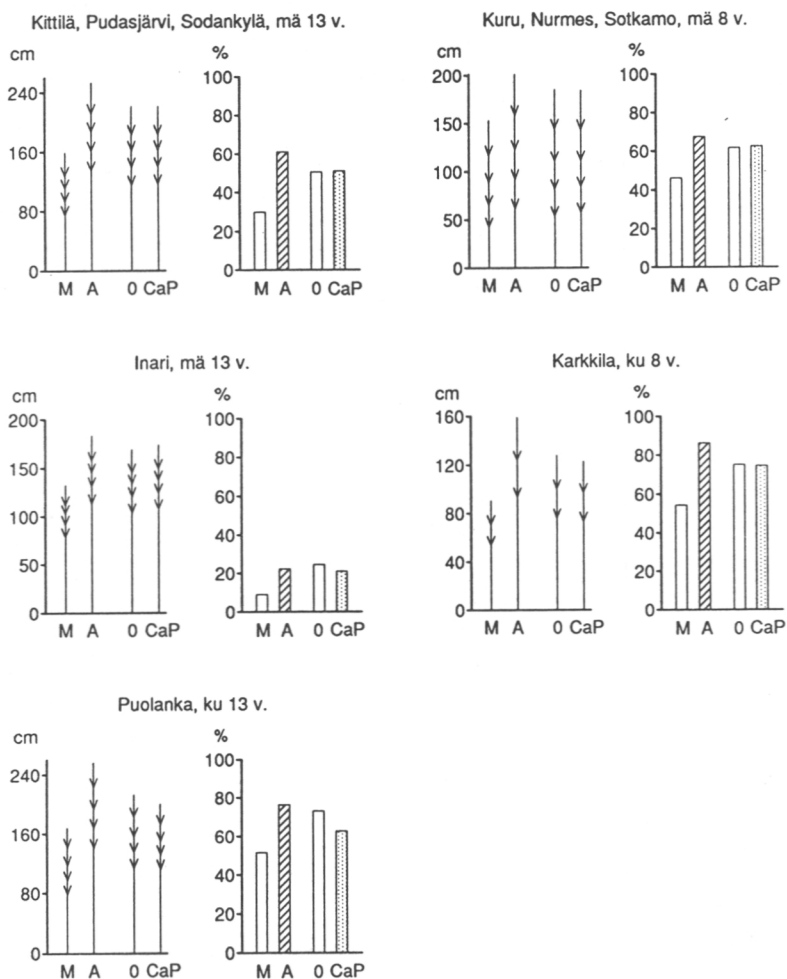 Kittilä, Pudasjärvi, Sodankylä, mä 13 v.
cm
%
240
160
80
0
100
80
60
40
20
0
M A 0 CaP
M A 0 CaP
Kuru, Nurmes, Sotkamo, mä 8 v.
cm
%
200
150
100
50
0
100
80
60
40
20
0
M A 0 CaP
M A 0 CaP
Inari, mä 13 v.
cm
%
200
150
100
50
0
100
80
60
40
20
0
M A 0 CaP
M A 0 CaP
Karkkila, ku 8 v.
cm
%
160
120
80
40
0
100
80
60
40
20
0
M A 0 CaP
M A 0 CaP
Puolanka, ku 13 v.
cm
%
240
160
80
0
100
80
60
40
20
0
M A 0 CaP
M A 0 CaP